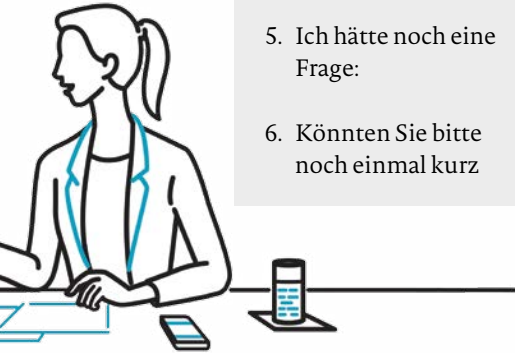 5. Ich hätte noch eine
Frage:
6. Könnten Sie bitte
noch einmal kurz